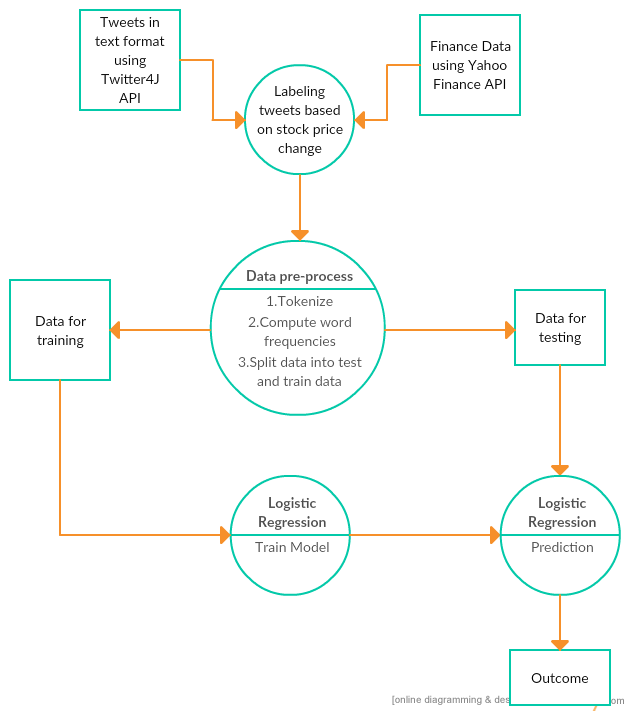 Tweets in
text format
using
Twitter4J
API
Finance Data
using Yahoo
Finance API
Labeling
tweets based
on stock price
change
Data pre-process
1.Tokenize
2.Compute word
frequencies
3.Split data into test
and train data
Data for
training
Data for
testing
Logistic
Regression
Train Model
Logistic
Regression
Prediction
Outcome
[online diagramming &